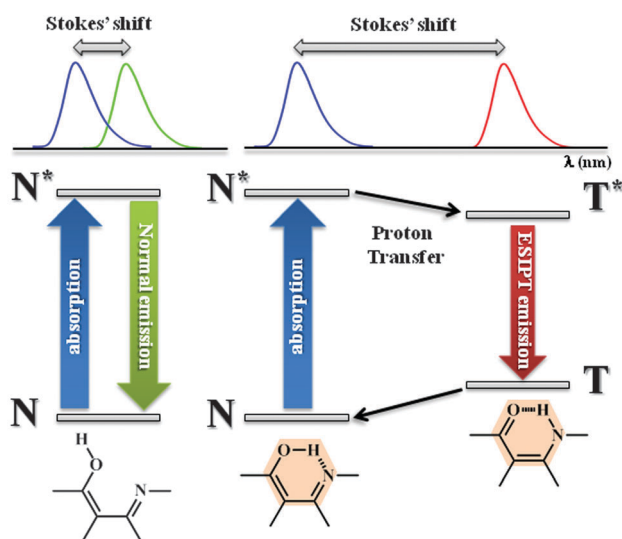 Stokes' shift
Stokes' shift
λ (nm)
N*
N*
T*
absorption
Normal emission
absorption
Proton
Transfer
ESIPT emission
N
N
T
H
O
N
O
H
N
O
H
N